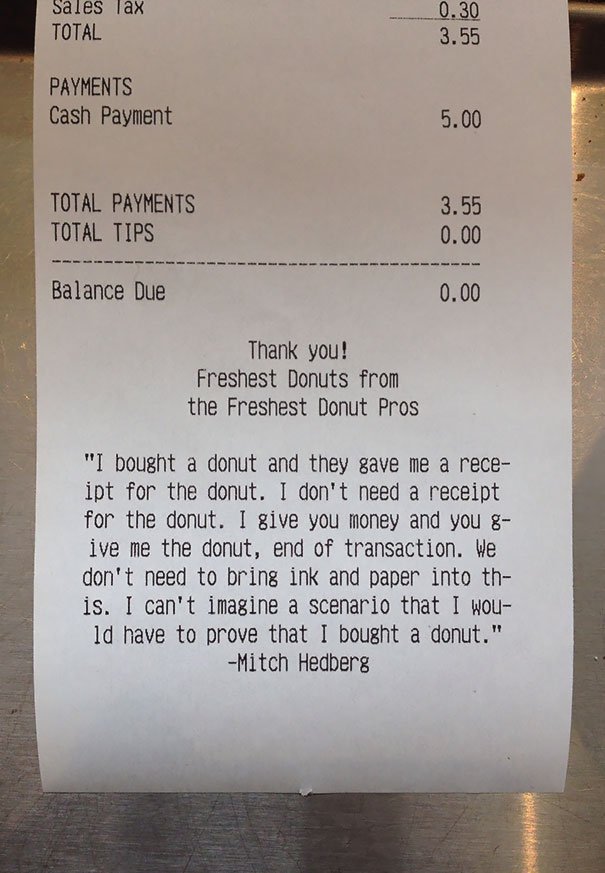 Sales Tax 0.30
TOTAL 3.55
PAYMENTS
Cash Payment 5.00
TOTAL PAYMENTS 3.55
TOTAL TIPS 0.00
Balance Due 0.00
Thank you!
Freshest Donuts from
the Freshest Donut Pros
"I bought a donut and they gave me a rece-
ipt for the donut. I don't need a receipt
for the donut. I give you money and you g-
ive me the donut, end of transaction. We
don't need to bring ink and paper into th-
is. I can't imagine a scenario that I wou-
ld have to prove that I bought a donut."
-Mitch Hedberg